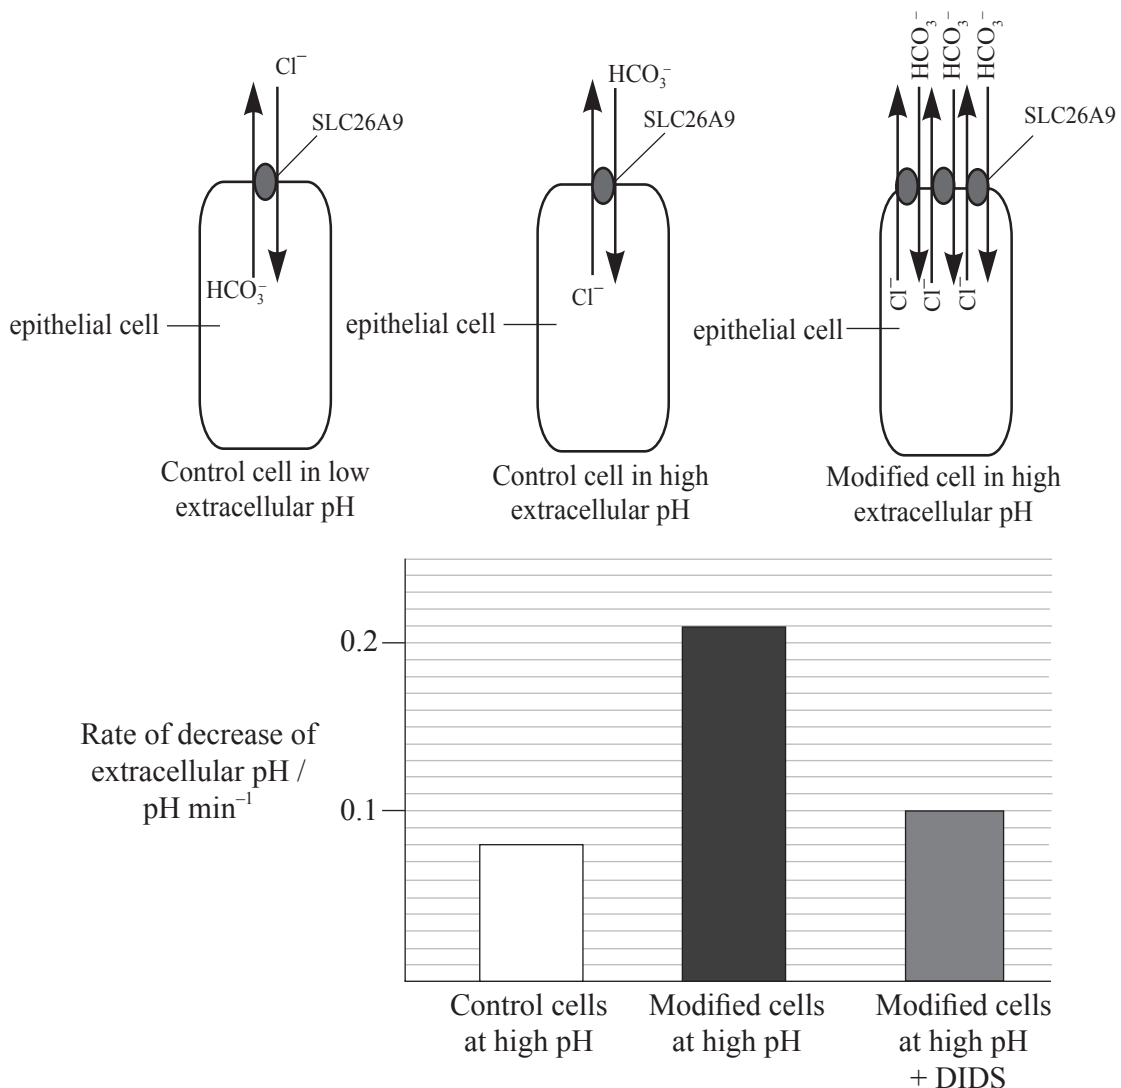 Cl⁻
SLC26A9
HCO₃⁻
epithelial cell
Control cell in low
extracellular pH
HCO₃⁻
SLC26A9
Cl⁻
epithelial cell
Control cell in high
extracellular pH
HCO₃⁻
HCO₃⁻
HCO₃⁻
SLC26A9
Cl⁻
Cl⁻
Cl⁻
epithelial cell
Modified cell in high
extracellular pH
Rate of decrease of
extracellular pH /
pH min⁻¹
0.2
0.1
Control cells
at high pH
Modified cells
at high pH
Modified cells
at high pH
+ DIDS